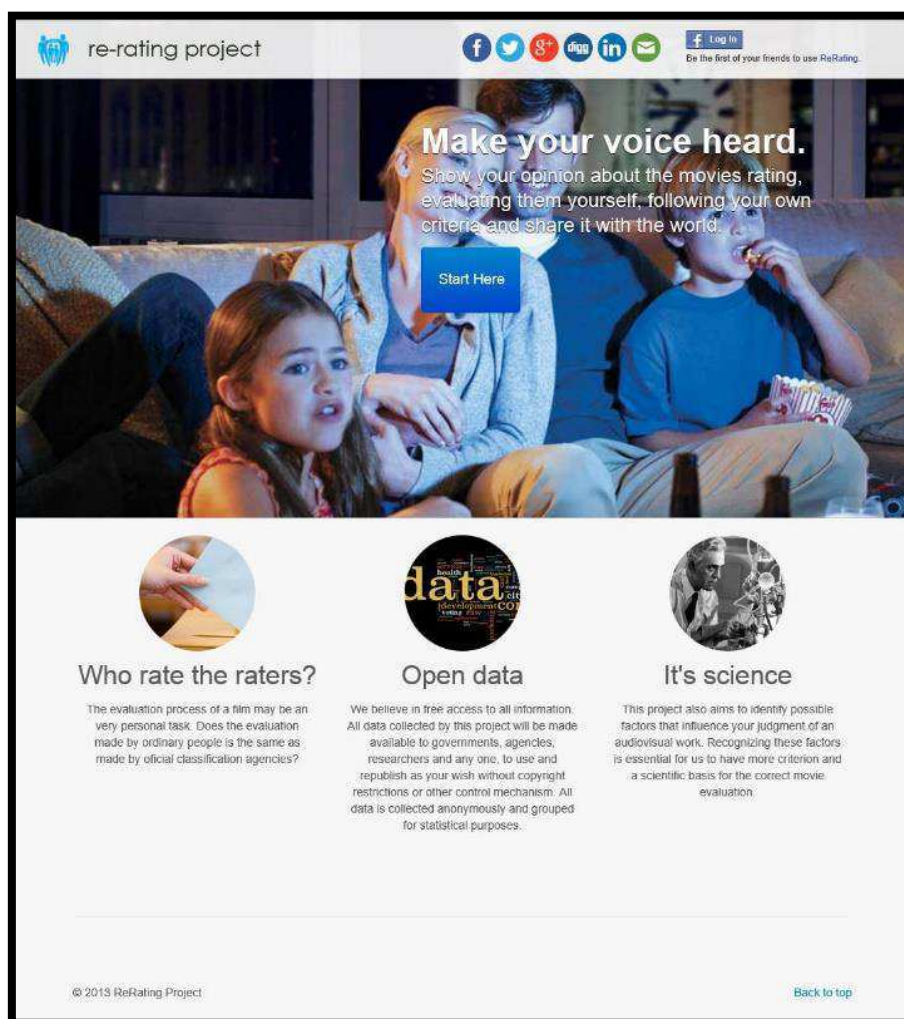 re-rating project
f
g+
digg
in
f Log In
Be the first of your friends to use ReRating.
Make your voice heard.
Show your opinion about the movies rating,
evaluating them yourself, following your own
criteria and share it with the world.
Start Here
health
data
city
development
voting raw
Who rate the raters?
The evaluation process of a film may be an
very personal task. Does the evaluation
made by ordinary people is the same as
made by oficial classification agencies?
Open data
We believe in free access to all information.
All data collected by this project will be made
available to governments, agencies,
researchers and any one, to use and
republish as your wish without copyright
restrictions or other control mechanism. All
data is collected anonymously and grouped
for statistical purposes.
It's science
This project also aims to identify possible
factors that influence your judgment of an
audiovisual work. Recognizing these factors
is essential for us to have more criterion and
a scientific basis for the correct movie
evaluation.
© 2013 ReRating Project
Back to top